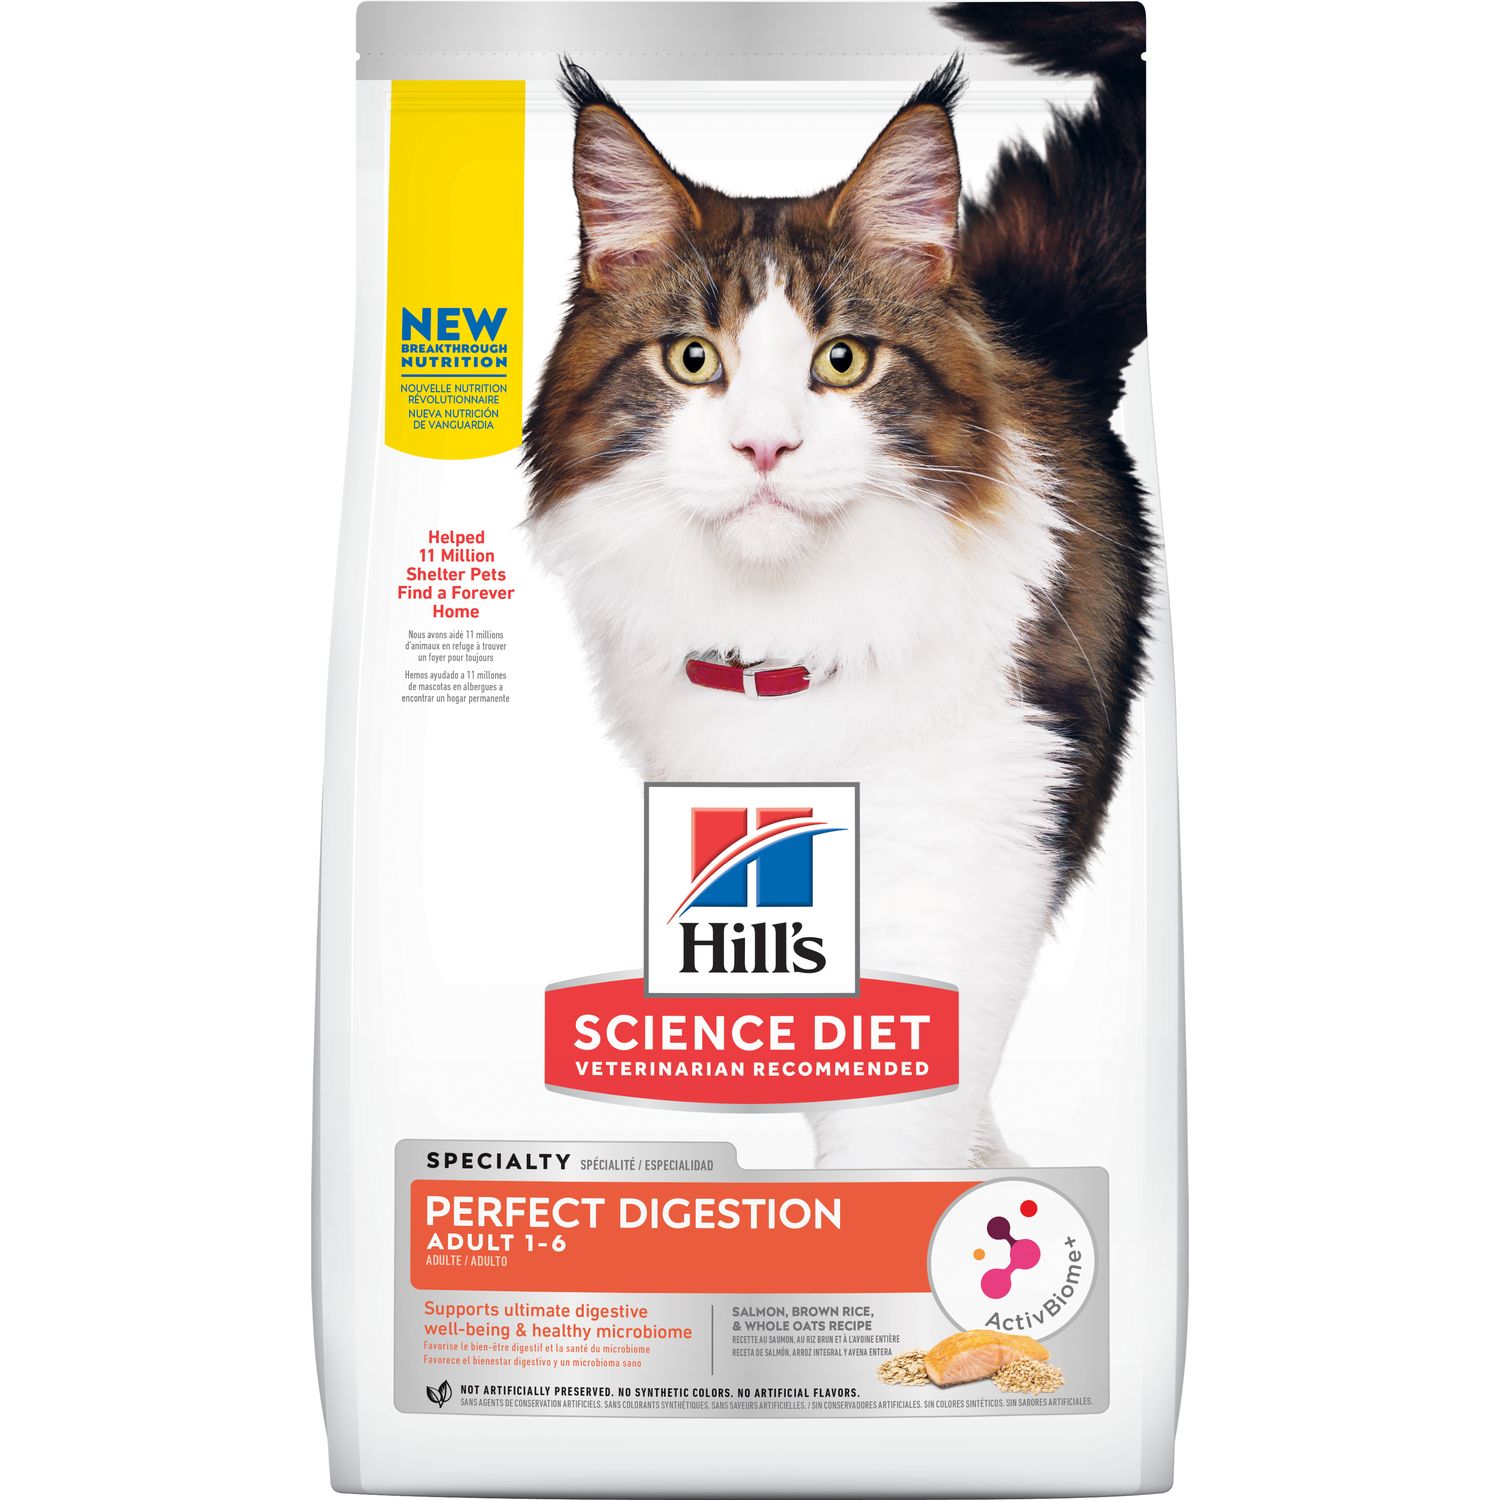 NEW
BREAKTHROUGH
NUTRITION
NOUVELLE NUTRITION
RÉVOLUTIONNAIRE
NUEVA NUTRICIÓN
DE VANGUARDIA
Helped
11 Million
Shelter Pets
Find a Forever
Home
Nous avons aidé 11 millions
d'animaux en refuge à trouver
un foyer pour toujours
Hemos ayudado a 11 millones
de mascotas en albergues a
encontrar un hogar permanente
Hill's
SCIENCE DIET
VETERINARIAN RECOMMENDED
SPECIALTY SPÉCIALITÉ / ESPECIALIDAD
PERFECT DIGESTION
ADULT 1-6
ADULTE / ADULTO
ActivBiome+
Supports ultimate digestive
well-being & healthy microbiome
Favorise le bien-être digestif et la santé du microbiome
Favorece el bienestar digestivo y un microbioma sano
SALMON, BROWN RICE,
& WHOLE OATS RECIPE
RECETTE AU SAUMON, AU RIZ BRUN ET À L'AVOINE ENTIÈRE
RECETA DE SALMÓN, ARROZ INTEGRAL Y AVENA ENTERA
NOT ARTIFICIALLY PRESERVED. NO SYNTHETIC COLORS. NO ARTIFICIAL FLAVORS.
SANS AGENTS DE CONSERVATION ARTIFICIELS. SANS COLORANTS SYNTHÉTIQUES. SANS SAVEURS ARTIFICIELLES. / SIN CONSERVADORES ARTIFICIALES. SIN COLORES SINTÉTICOS. SIN SABORES ARTIFICIALES.